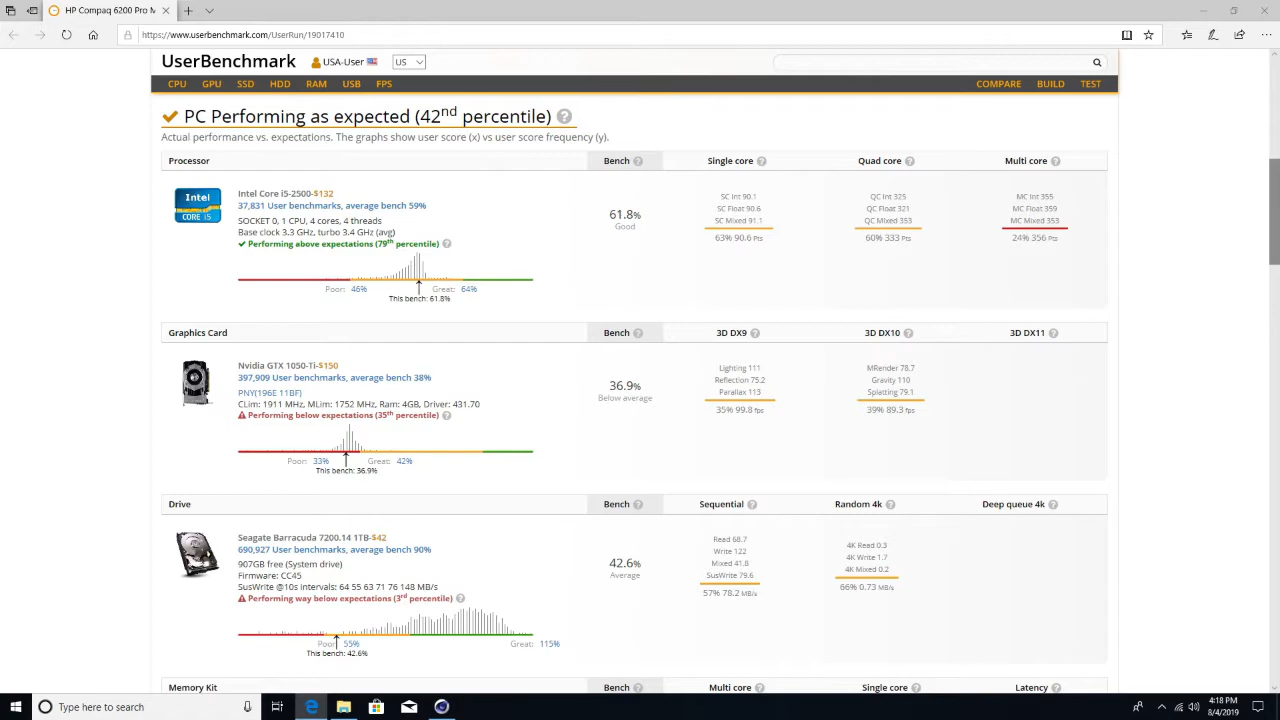 HP Compaq 6200 Pro M
https://www.userbenchmark.com/UserRun/19017410
UserBenchmark
USA-User
US
CPU GPU SSD HDD RAM USB FPS COMPARE BUILD TEST
PC Performing as expected (42nd percentile) ?
Actual performance vs. expectations. The graphs show user score (x) vs user score frequency (y).
Processor Bench ? Single core ? Quad core ? Multi core ?
Intel CORE i5
Intel Core i5-2500-$132
37,831 User benchmarks, average bench 59%
SOCKET 0, 1 CPU, 4 cores, 4 threads
Base clock 3.3 GHz, turbo 3.4 GHz (avg)
Performing above expectations (79th percentile) ?
Poor: 46% Great: 64%
This bench: 61.8%
61.8%
Good
SC Int 90.1
SC Float 90.6
SC Mixed 91.1
63% 90.6 Pts
QC Int 325
QC Float 321
QC Mixed 353
60% 333 Pts
MC Int 355
MC Float 359
MC Mixed 353
24% 356 Pts
Graphics Card Bench ? 3D DX9 ? 3D DX10 ? 3D DX11 ?
Nvidia GTX 1050-Ti-$150
397,909 User benchmarks, average bench 38%
PNY(196E 11BF)
CLim: 1911 MHz, MLim: 1752 MHz, Ram: 4GB, Driver: 431.70
Performing below expectations (35th percentile) ?
Poor: 33% Great: 42%
This bench: 36.9%
36.9%
Below average
Lighting 111
Reflection 75.2
Parallax 113
35% 99.8 fps
MRender 78.7
Gravity 110
Splatting 79.1
39% 89.3 fps
Drive Bench ? Sequential ? Random 4k ? Deep queue 4k ?
Seagate Barracuda 7200.14 1TB-$42
690,927 User benchmarks, average bench 90%
907GB free (System drive)
Firmware: CC45
SusWrite @10s intervals: 64 55 63 71 76 148 MB/s
Performing way below expectations (3rd percentile) ?
Poor: 55% Great: 115%
This bench: 42.6%
42.6%
Average
Read 68.7
Write 122
Mixed 41.8
SusWrite 79.6
57% 78.2 MB/s
4K Read 0.3
4K Write 1.7
4K Mixed 0.2
66% 0.73 MB/s
Memory Kit Bench ? Multi core ? Single core ? Latency ?
Type here to search
4:18 PM
8/4/2019